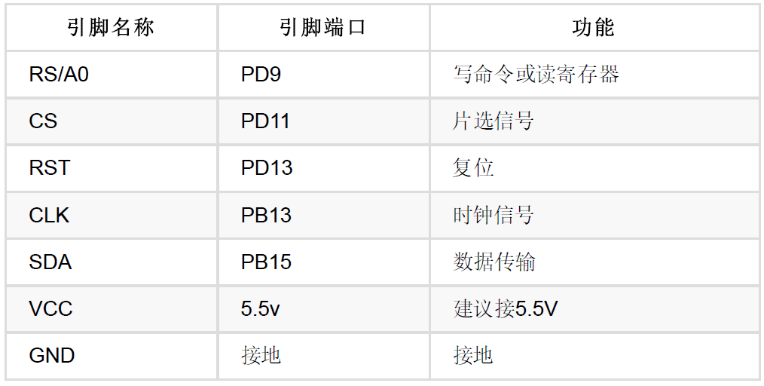 引脚名称 引脚端口 功能
RS/A0 PD9 写命令或读寄存器
CS PD11 片选信号
RST PD13 复位
CLK PB13 时钟信号
SDA PB15 数据传输
VCC 5.5v 建议接5.5V
GND 接地 接地